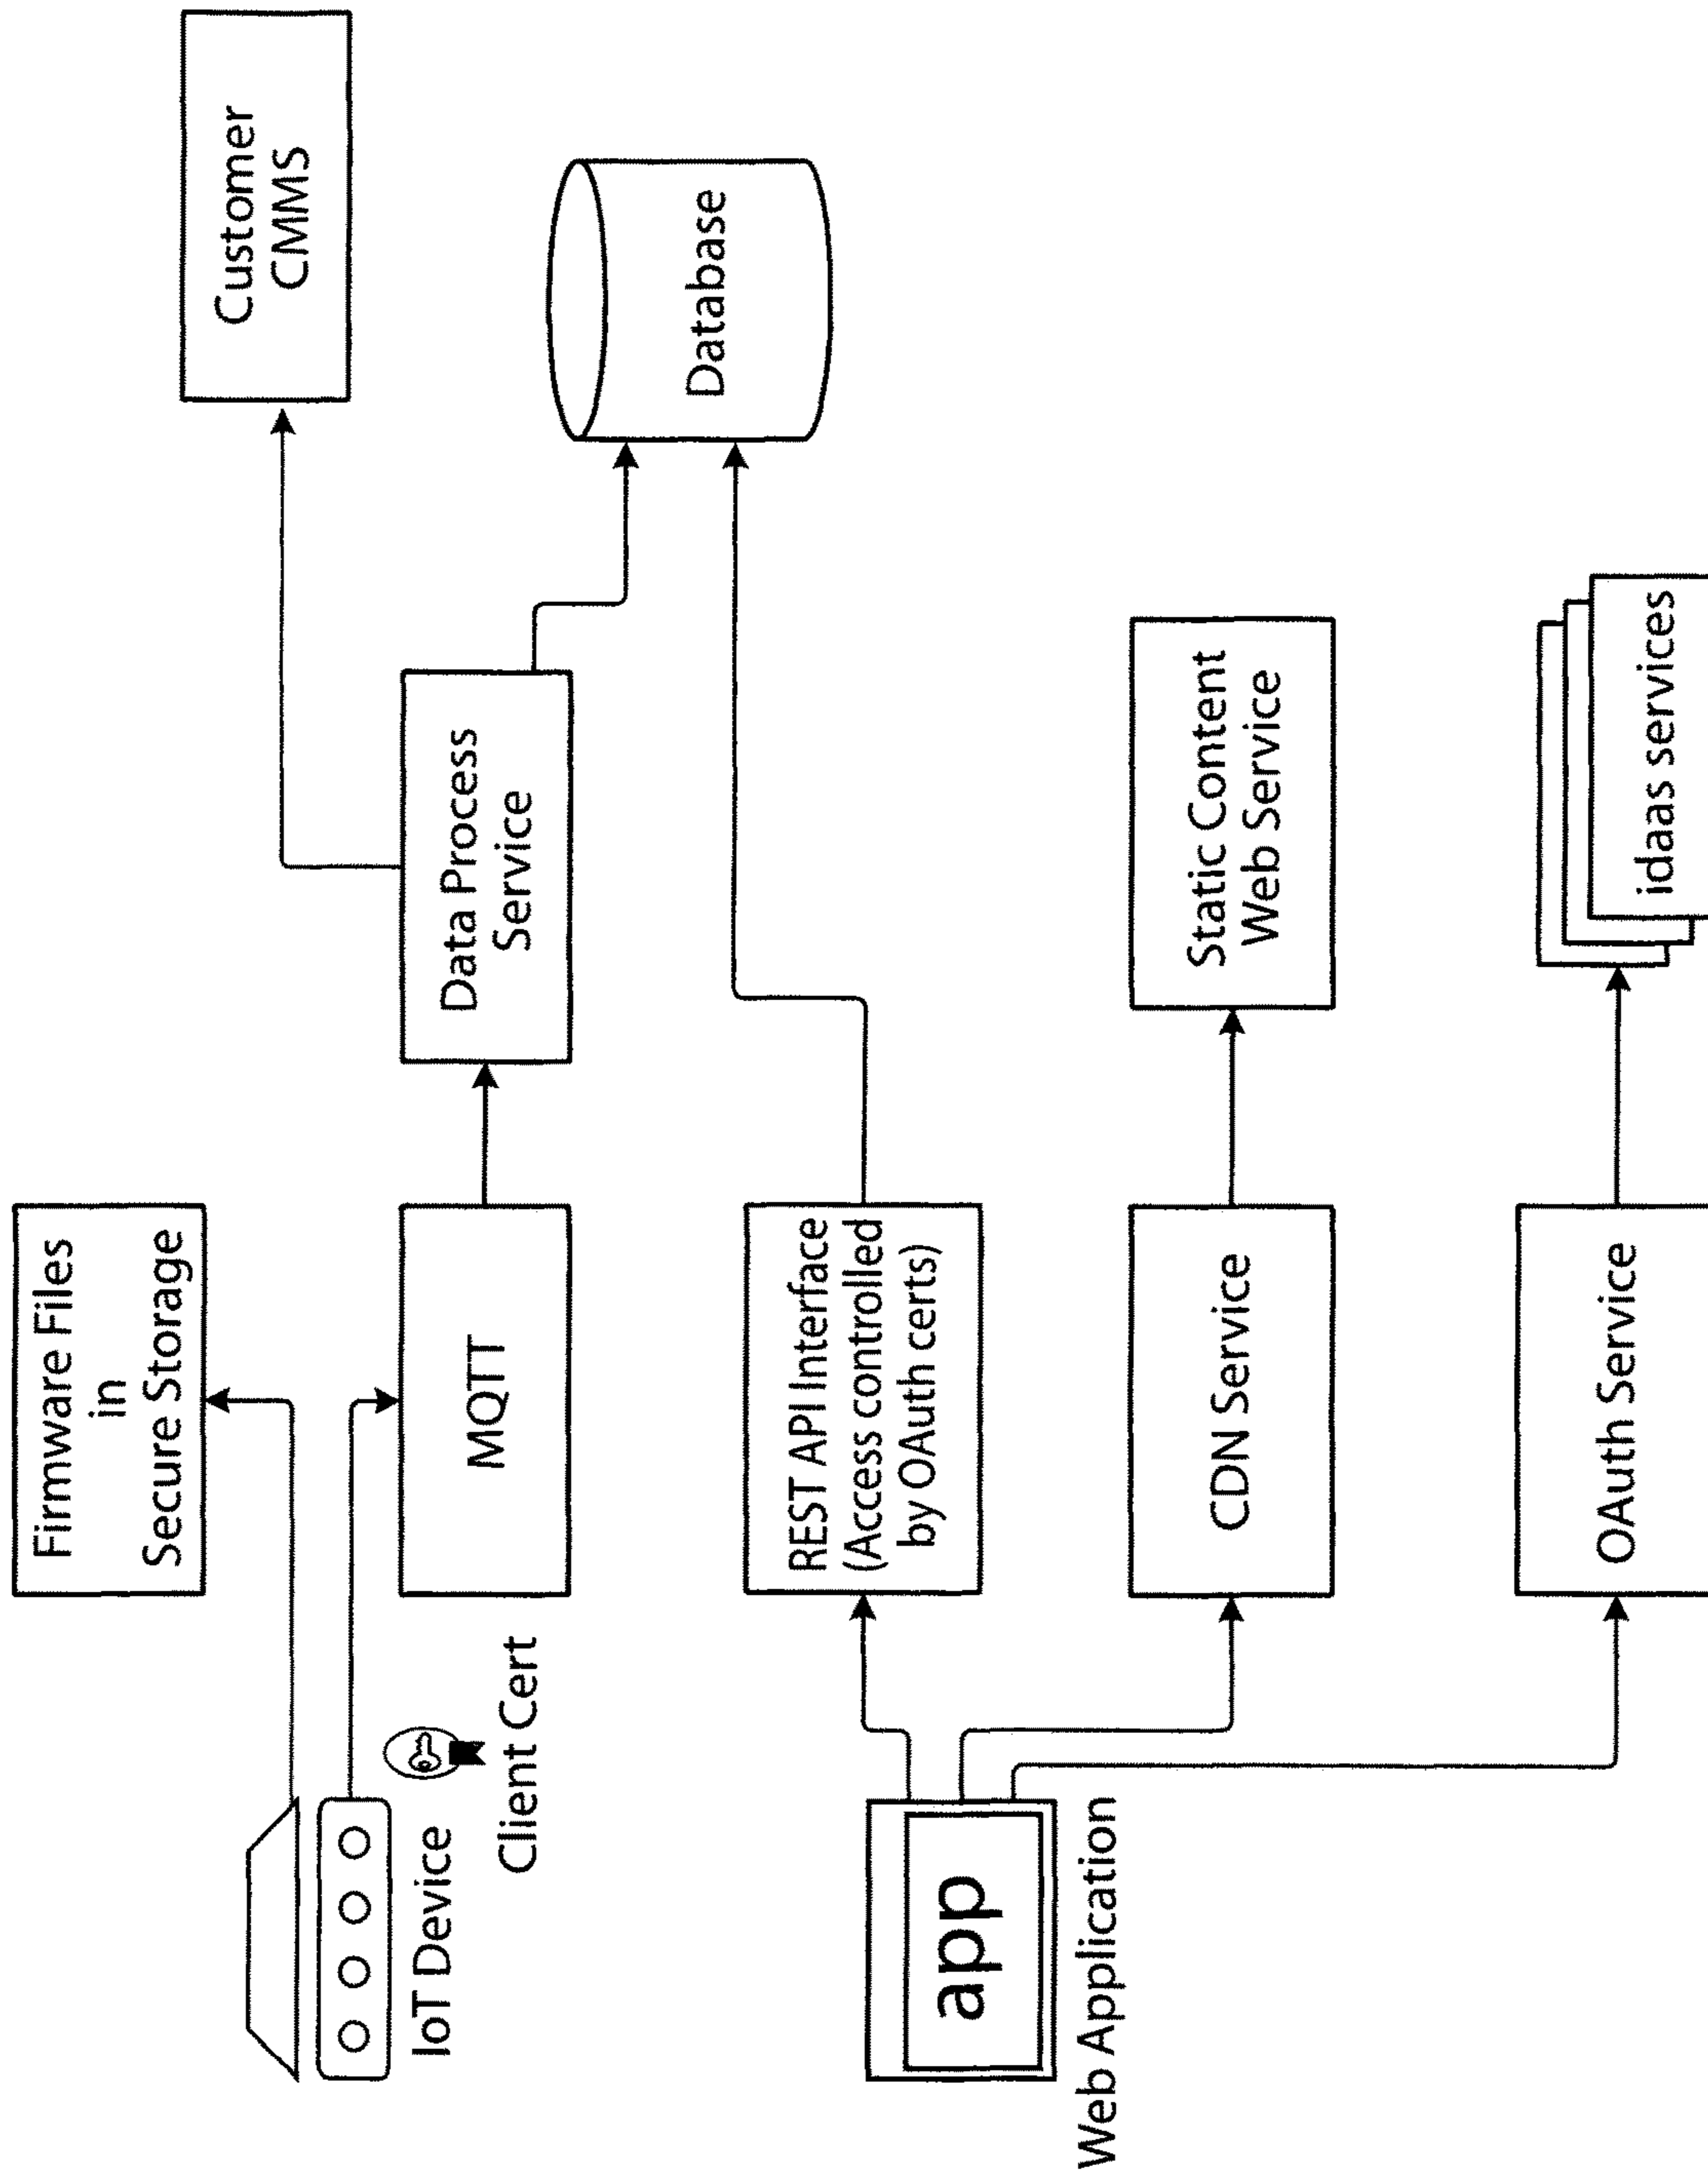 Firmware Files
in
Secure Storage
Customer
CMMS
IoT Device
Client Cert
MQTT
Data Process
Service
Database
REST API Interface
(Access controlled
by OAuth certs)
app
Web Application
CDN Service
Static Content
Web Service
OAuth Service
idaas services